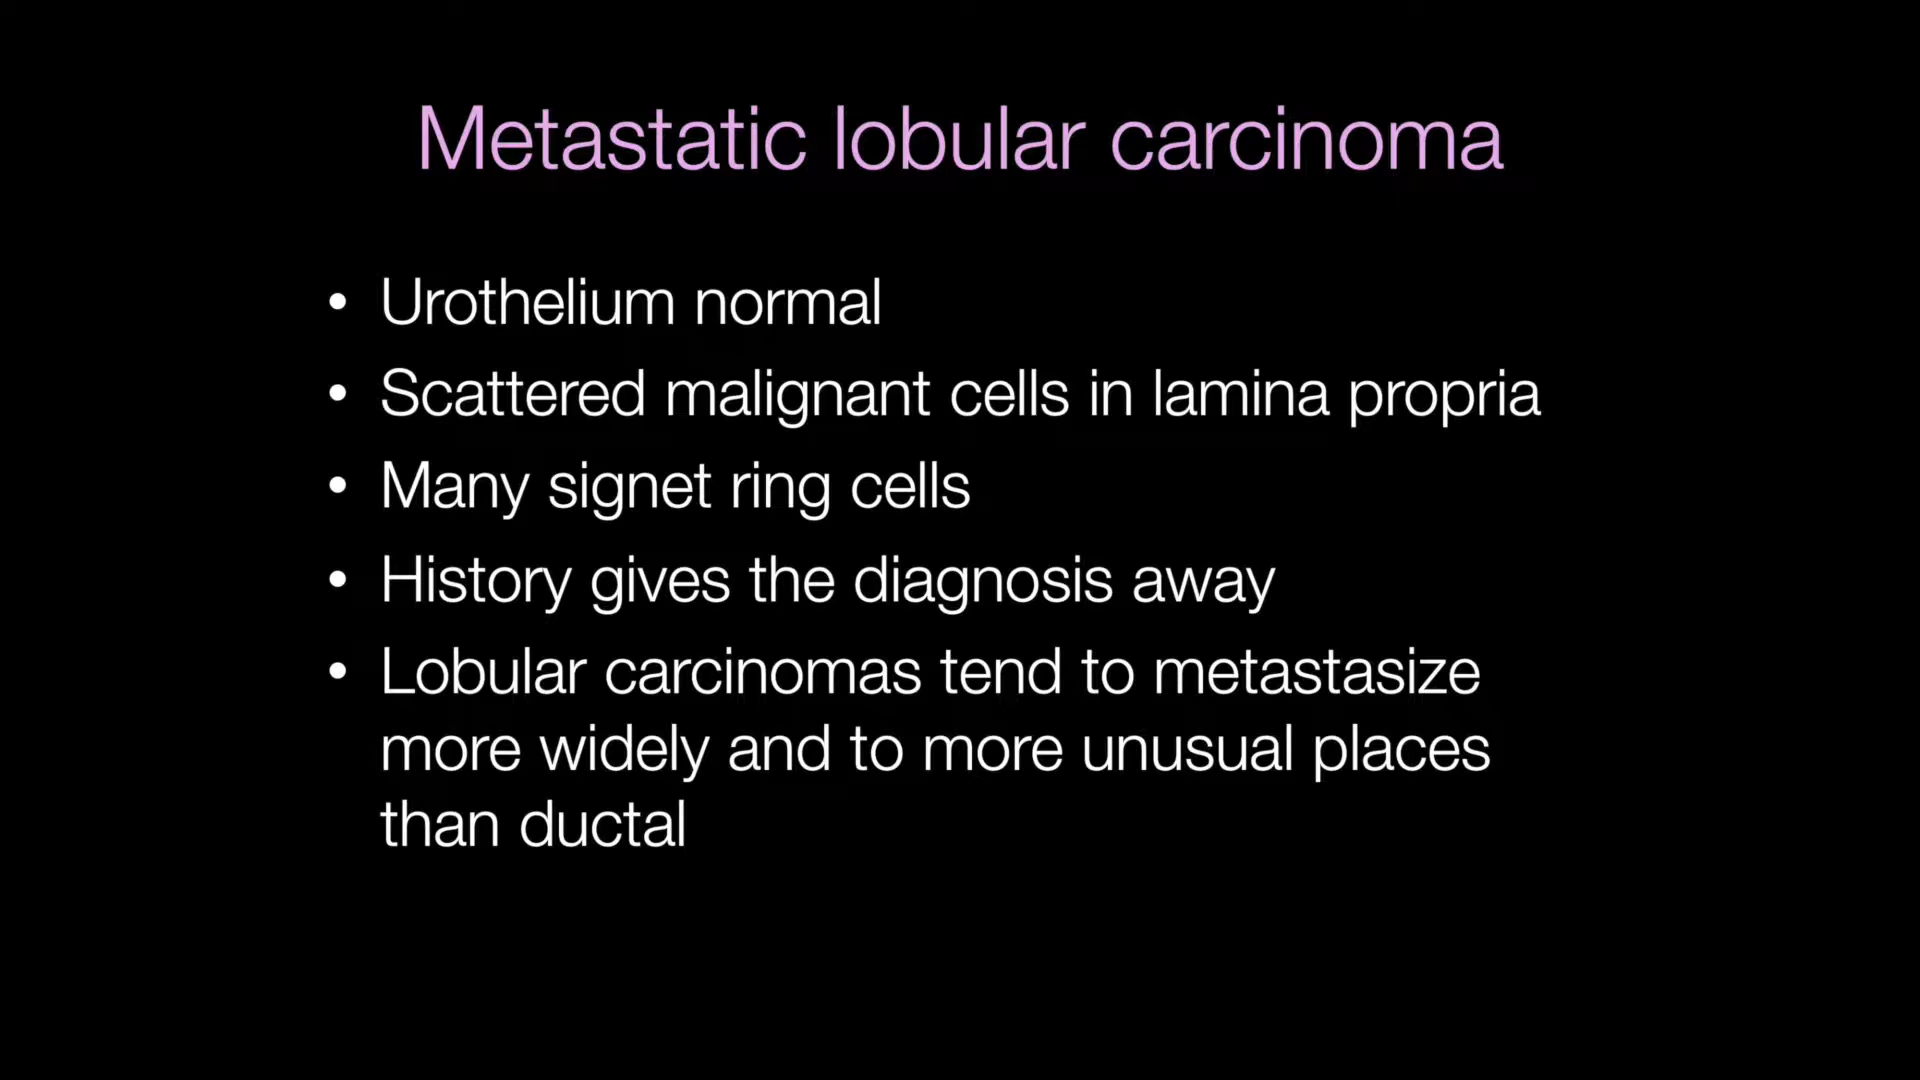 Metastatic lobular carcinoma
• Urothelium normal
• Scattered malignant cells in lamina propria
• Many signet ring cells
• History gives the diagnosis away
• Lobular carcinomas tend to metastasize
more widely and to more unusual places
than ductal